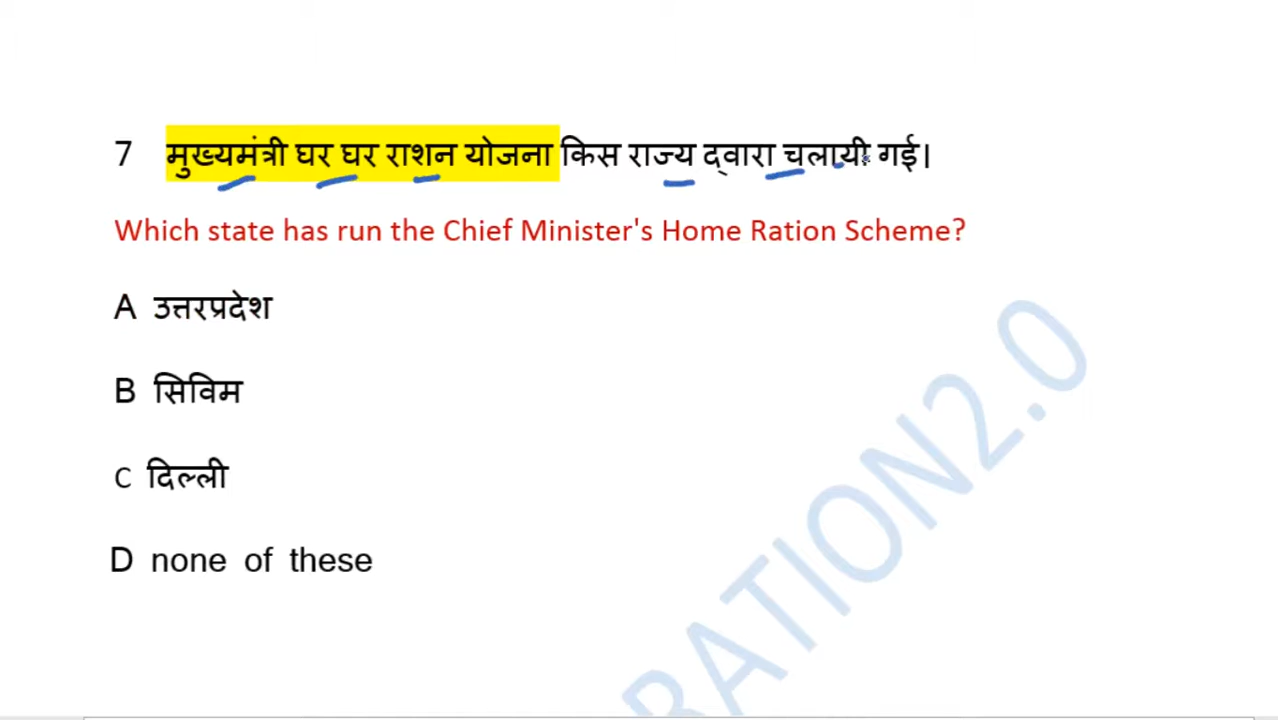 7 मुख्यमंत्री घर घर राशन योजना किस राज्य द्वारा चलायी गई।
Which state has run the Chief Minister's Home Ration Scheme?
A उत्तरप्रदेश
B सिविम
C दिल्ली
D none of these
RATION2.0